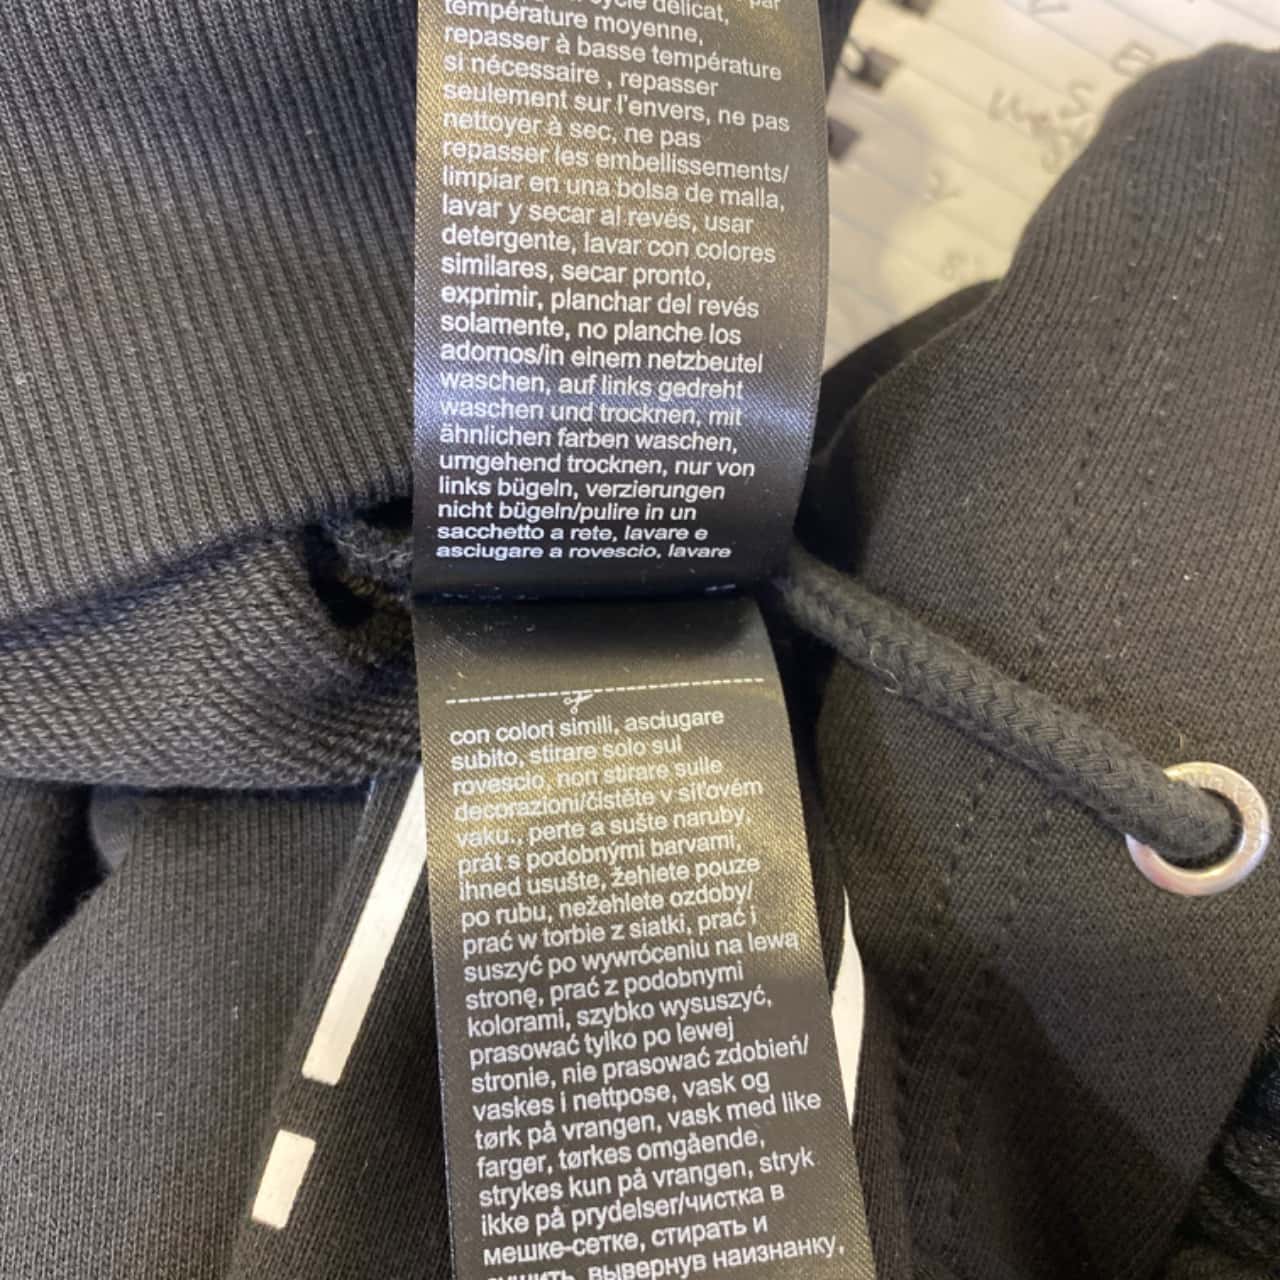 cycle délicat, par
température moyenne,
repasser à basse température
si nécessaire , repasser
seulement sur l'envers, ne pas
nettoyer à sec, ne pas
repasser les embellissements/
limpiar en una bolsa de malla,
lavar y secar al revés, usar
detergente, lavar con colores
similares, secar pronto,
exprimir, planchar del revés
solamente, no planche los
adornos/in einem netzbeutel
waschen, auf links gedreht
waschen und trocknen, mit
ähnlichen farben waschen,
umgehend trocknen, nur von
links bügeln, verzierungen
nicht bügeln/pulire in un
sacchetto a rete, lavare e
asciugare a rovescio, lavare
con colori simili, asciugare
subito, stirare solo sul
rovescio, non stirare sulle
decorazioni/čistěte v síťovém
vaku., perte a sušte naruby,
prát s podobnými barvami,
ihned usušte, žehlete pouze
po rubu, nežehlete ozdoby/
prać w torbie z siatki, prać i
suszyć po wywróceniu na lewą
stronę, prać z podobnymi
kolorami, szybko wysuszyć,
prasować tylko po lewej
stronie, nie prasować zdobień/
vaskes i nettpose, vask og
tørk på vrangen, vask med like
farger, tørkes omgående,
strykes kun på vrangen, stryk
ikke på prydelser/чистка в
мешке-сетке, стирать и
сушить, вывернув наизнанку,